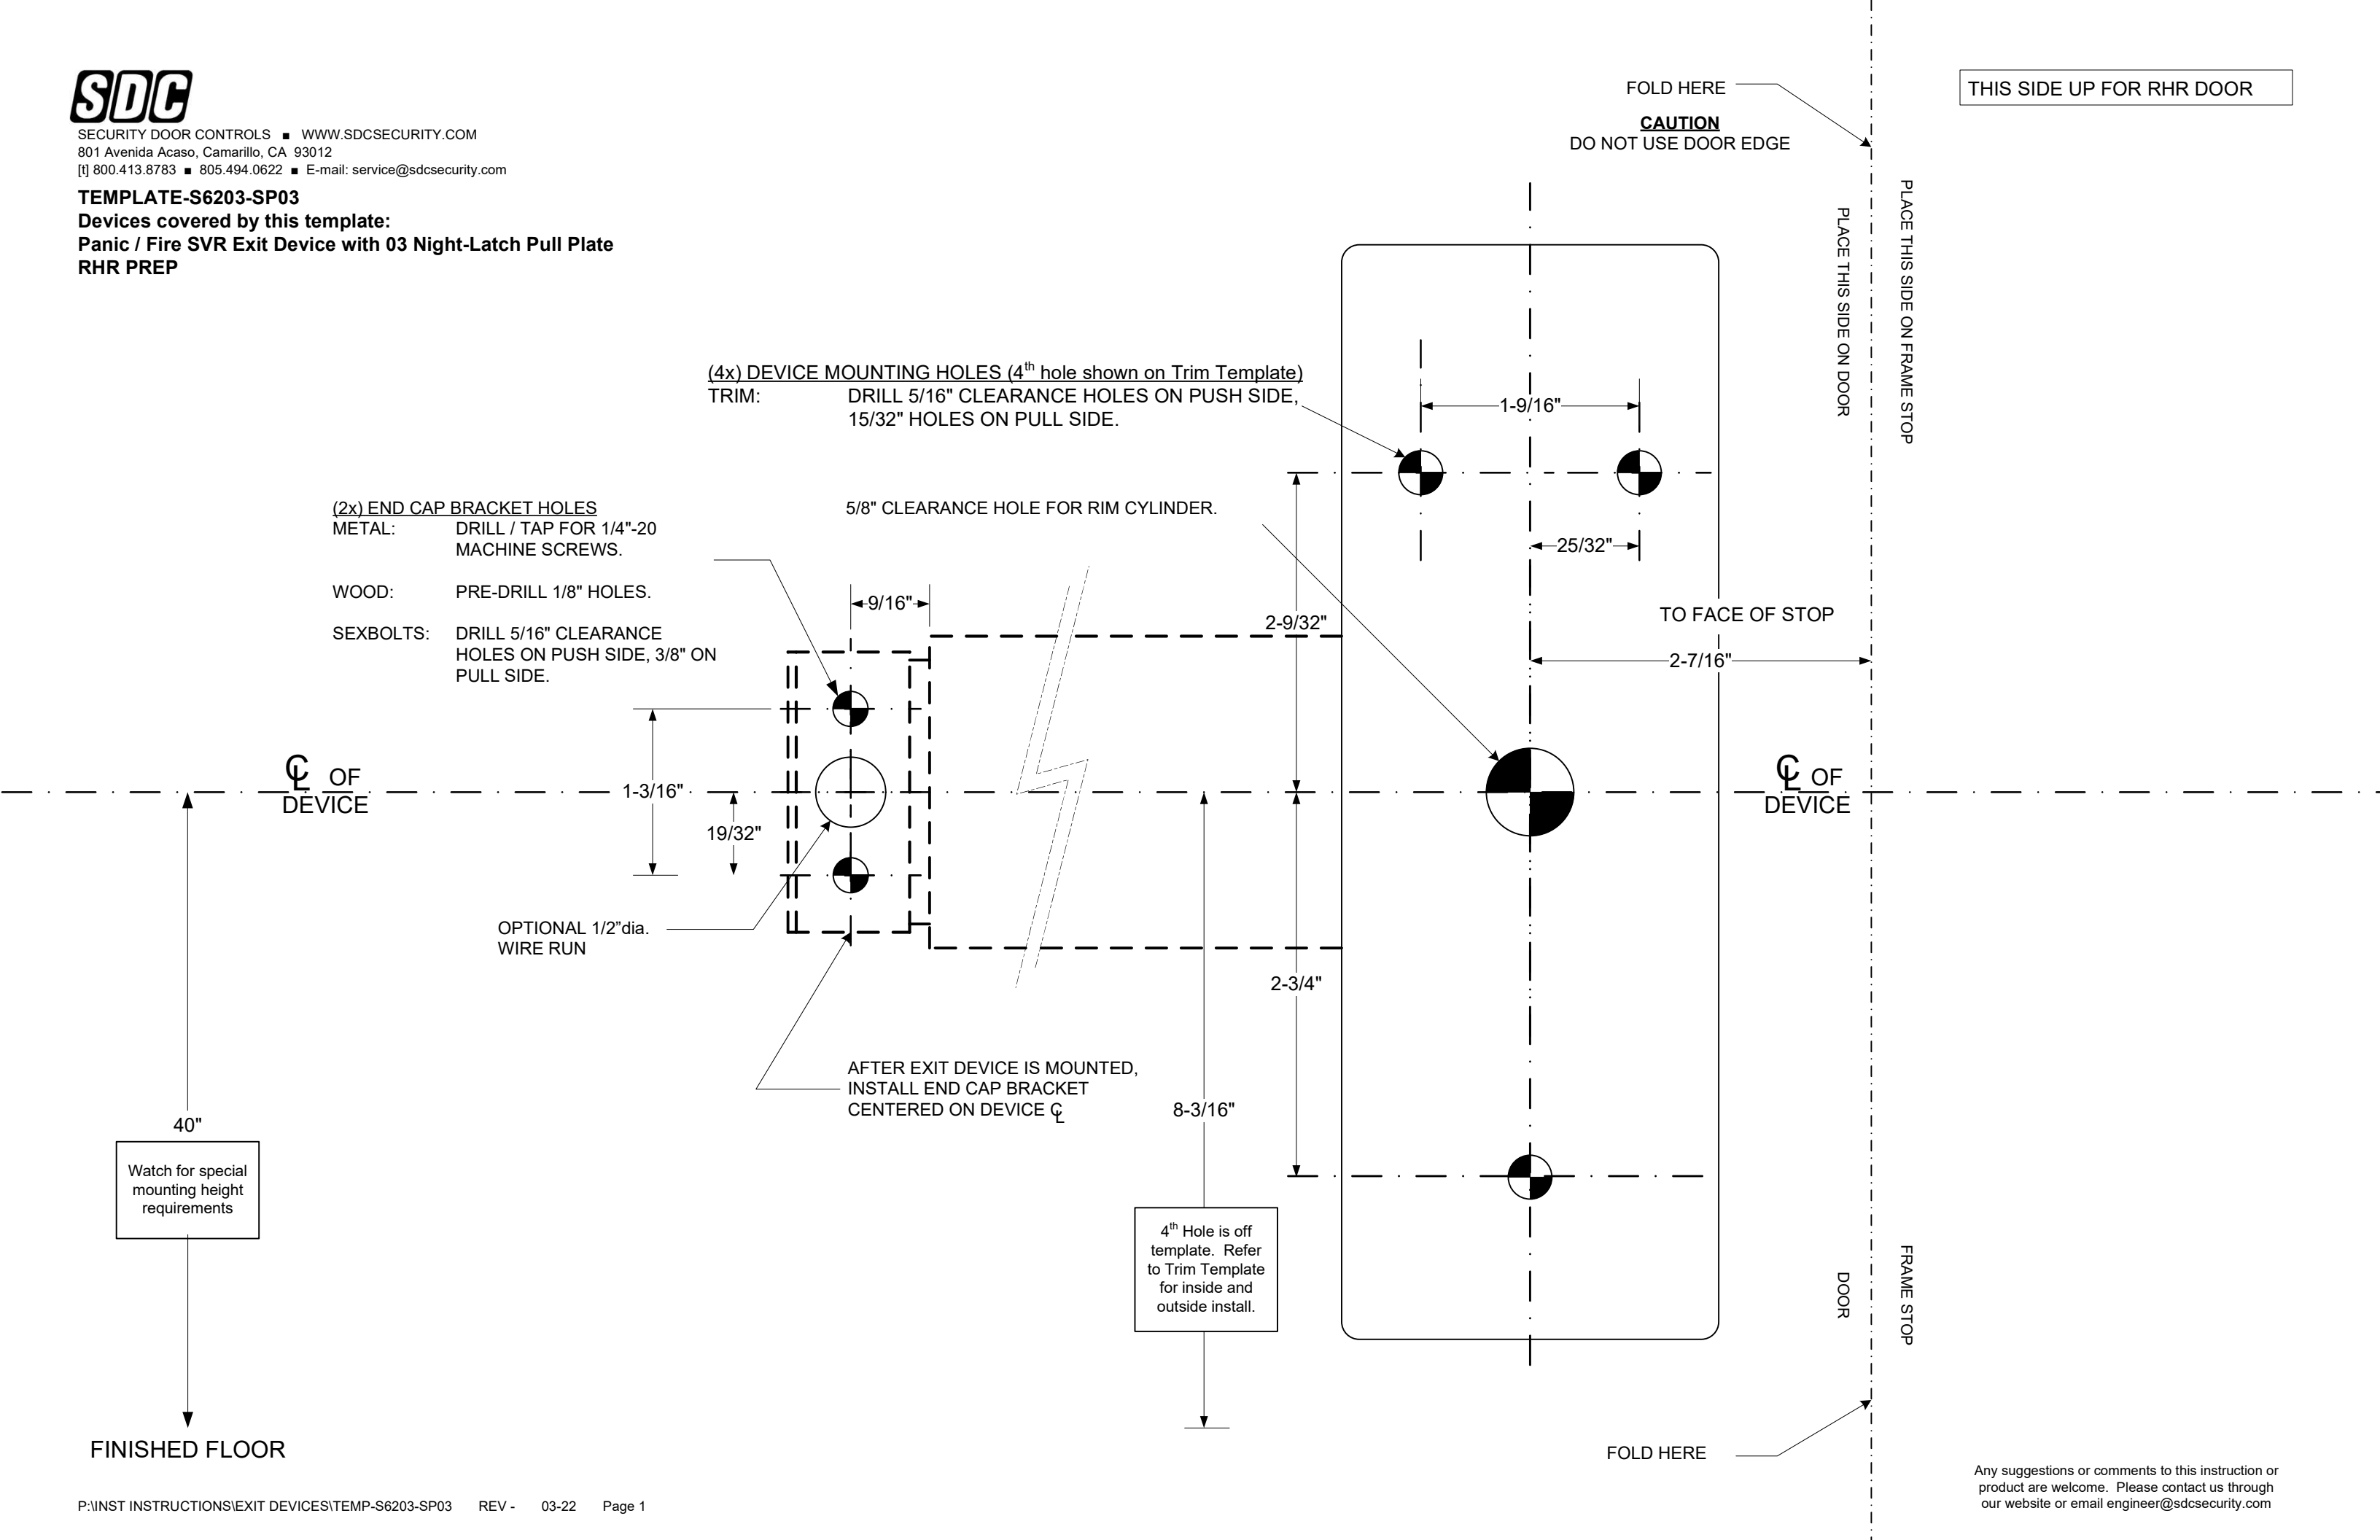 SDC
SECURITY DOOR CONTROLS ■ WWW.SDCSECURITY.COM
801 Avenida Acaso, Camarillo, CA 93012
[t] 800.413.8783 ■ 805.494.0622 ■ E-mail: service@sdcsecurity.com
TEMPLATE-S6203-SP03
Devices covered by this template:
Panic / Fire SVR Exit Device with 03 Night-Latch Pull Plate
RHR PREP
FOLD HERE
CAUTION
DO NOT USE DOOR EDGE
THIS SIDE UP FOR RHR DOOR
PLACE THIS SIDE ON DOOR
PLACE THIS SIDE ON FRAME STOP
(4x) DEVICE MOUNTING HOLES (4th hole shown on Trim Template)
TRIM: DRILL 5/16" CLEARANCE HOLES ON PUSH SIDE,
15/32" HOLES ON PULL SIDE.
1-9/16"
(2x) END CAP BRACKET HOLES
METAL: DRILL / TAP FOR 1/4"-20
MACHINE SCREWS.
WOOD: PRE-DRILL 1/8" HOLES.
SEXBOLTS: DRILL 5/16" CLEARANCE
HOLES ON PUSH SIDE, 3/8" ON
PULL SIDE.
5/8" CLEARANCE HOLE FOR RIM CYLINDER.
25/32"
9/16"
2-9/32"
TO FACE OF STOP
2-7/16"
℄ OF
DEVICE
1-3/16"
19/32"
℄ OF
DEVICE
OPTIONAL 1/2”dia.
WIRE RUN
2-3/4"
AFTER EXIT DEVICE IS MOUNTED,
INSTALL END CAP BRACKET
CENTERED ON DEVICE ℄
8-3/16"
40"
Watch for special
mounting height
requirements
4th Hole is off
template. Refer
to Trim Template
for inside and
outside install.
DOOR
FRAME STOP
FINISHED FLOOR
FOLD HERE
Any suggestions or comments to this instruction or
product are welcome. Please contact us through
our website or email engineer@sdcsecurity.com
P:\INST INSTRUCTIONS\EXIT DEVICES\TEMP-S6203-SP03 REV - 03-22 Page 1